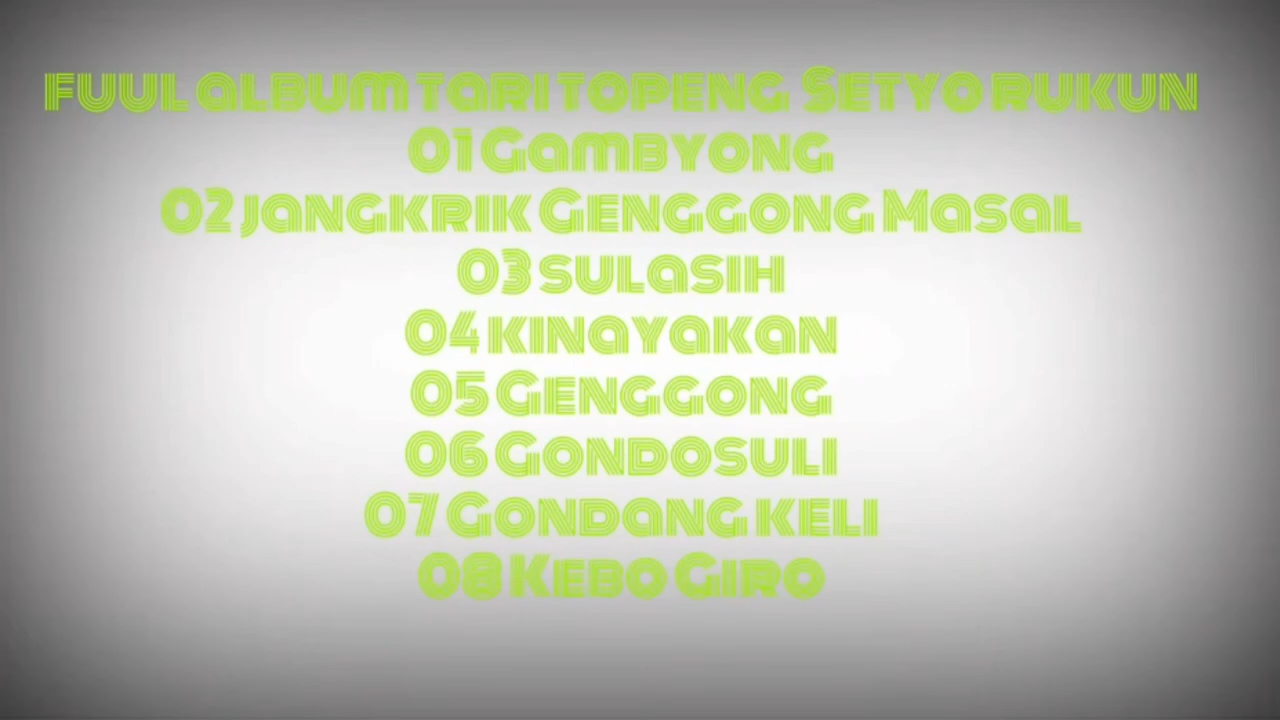 fuul album tari topeng Setyo rukun
01 Gambyong
02 jangkrik Genggong Masal
03 sulasih
04 kinayakan
05 Genggong
06 Gondosuli
07 Gondang keli
08 Kebo Giro